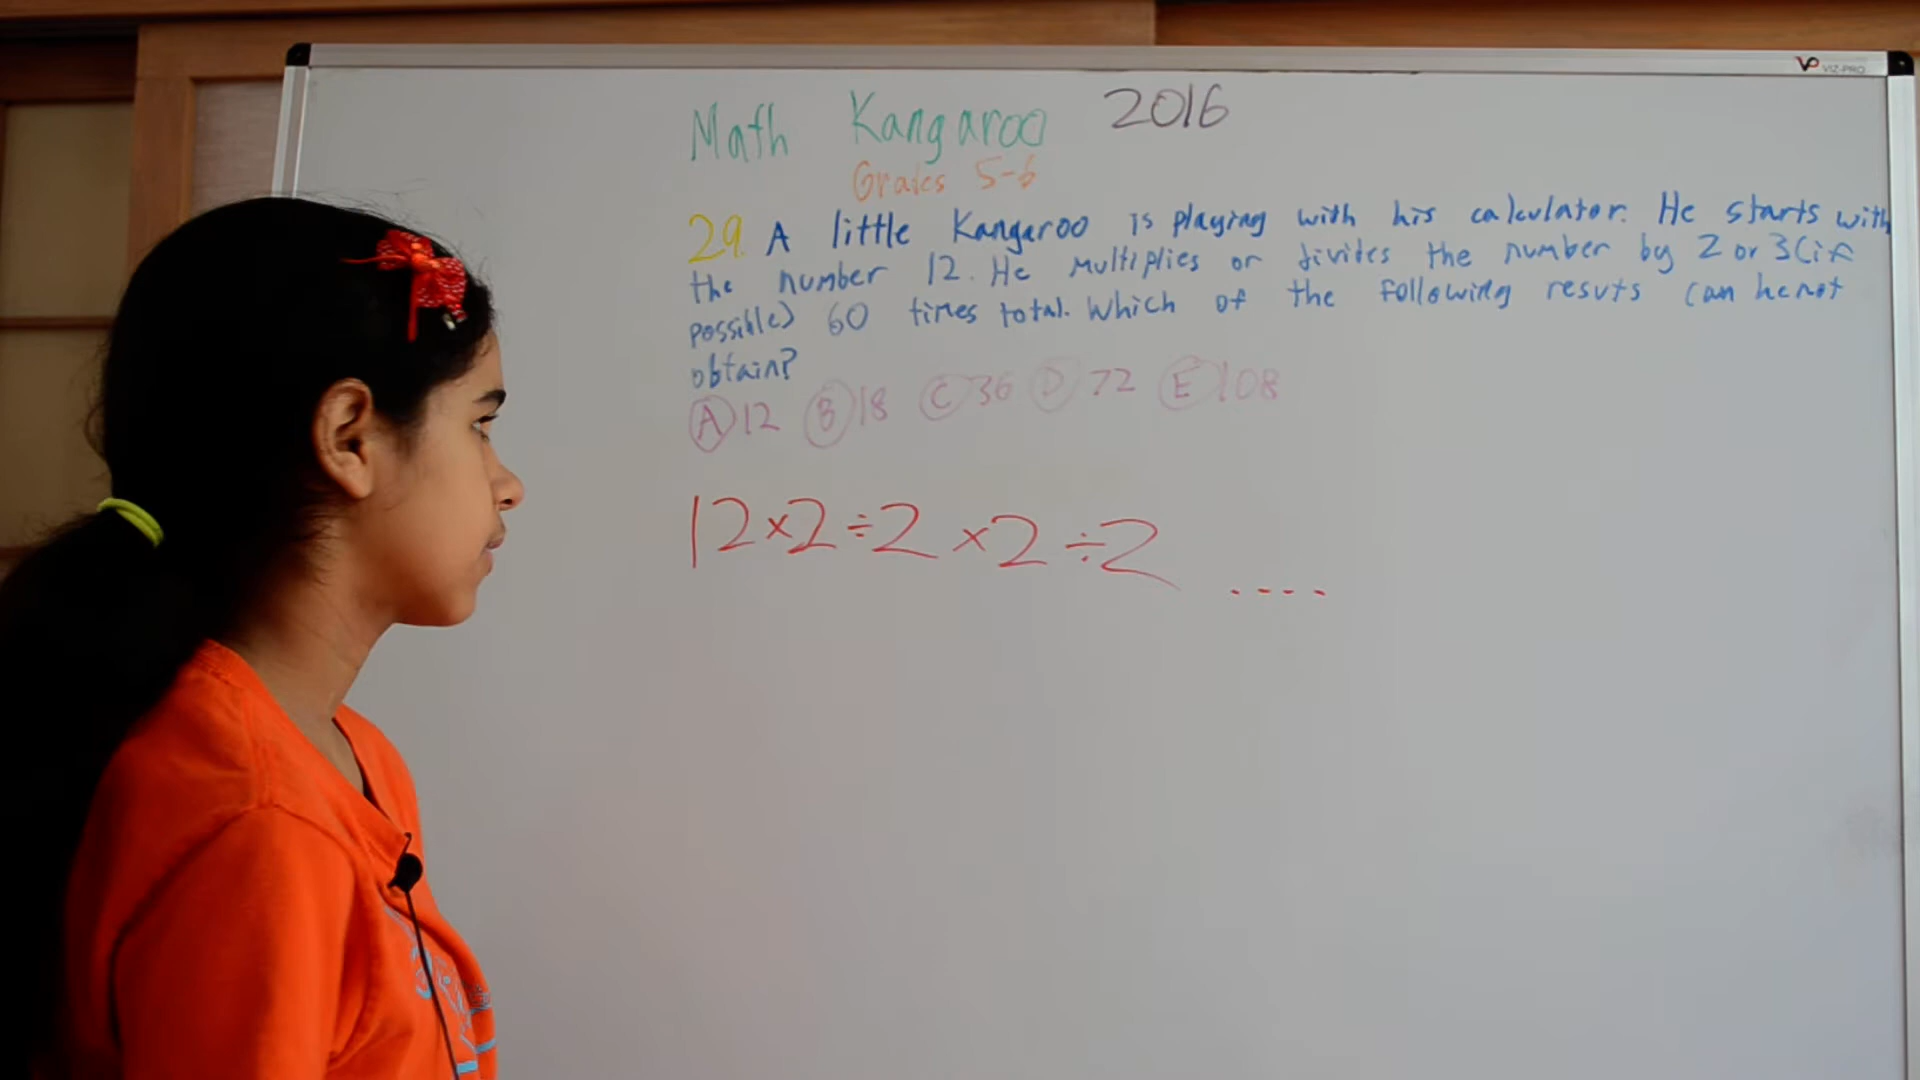 VIZ-PRO
Math Kangaroo 2016
Grades 5-6
29. A little Kangaroo is playing with his calculator. He starts with
the number 12. He multiplies or divides the number by 2 or 3 (if
possible) 60 times total. Which of the following resuts can he not
obtain?
A 12 B 18 C 36 D 72 E 108
12×2÷2×2÷2 ....